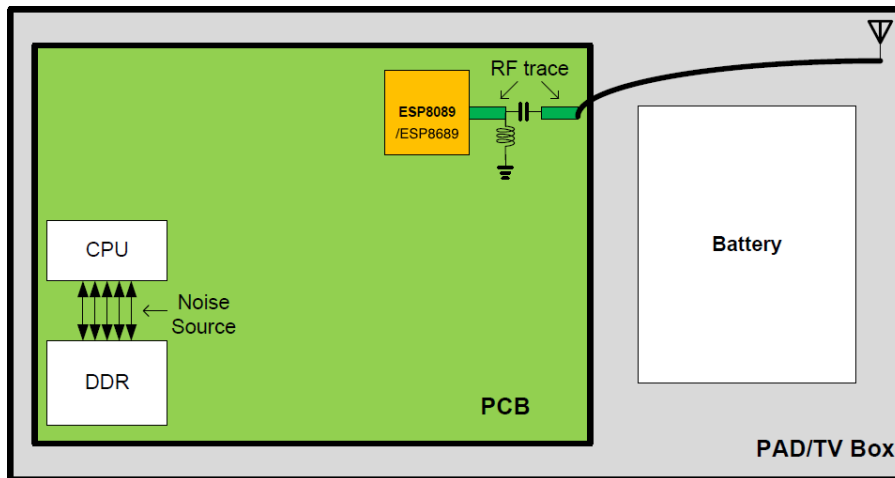 RF trace
ESP8089
/ESP8689
CPU
Noise
Source
DDR
Battery
PCB
PAD/TV Box